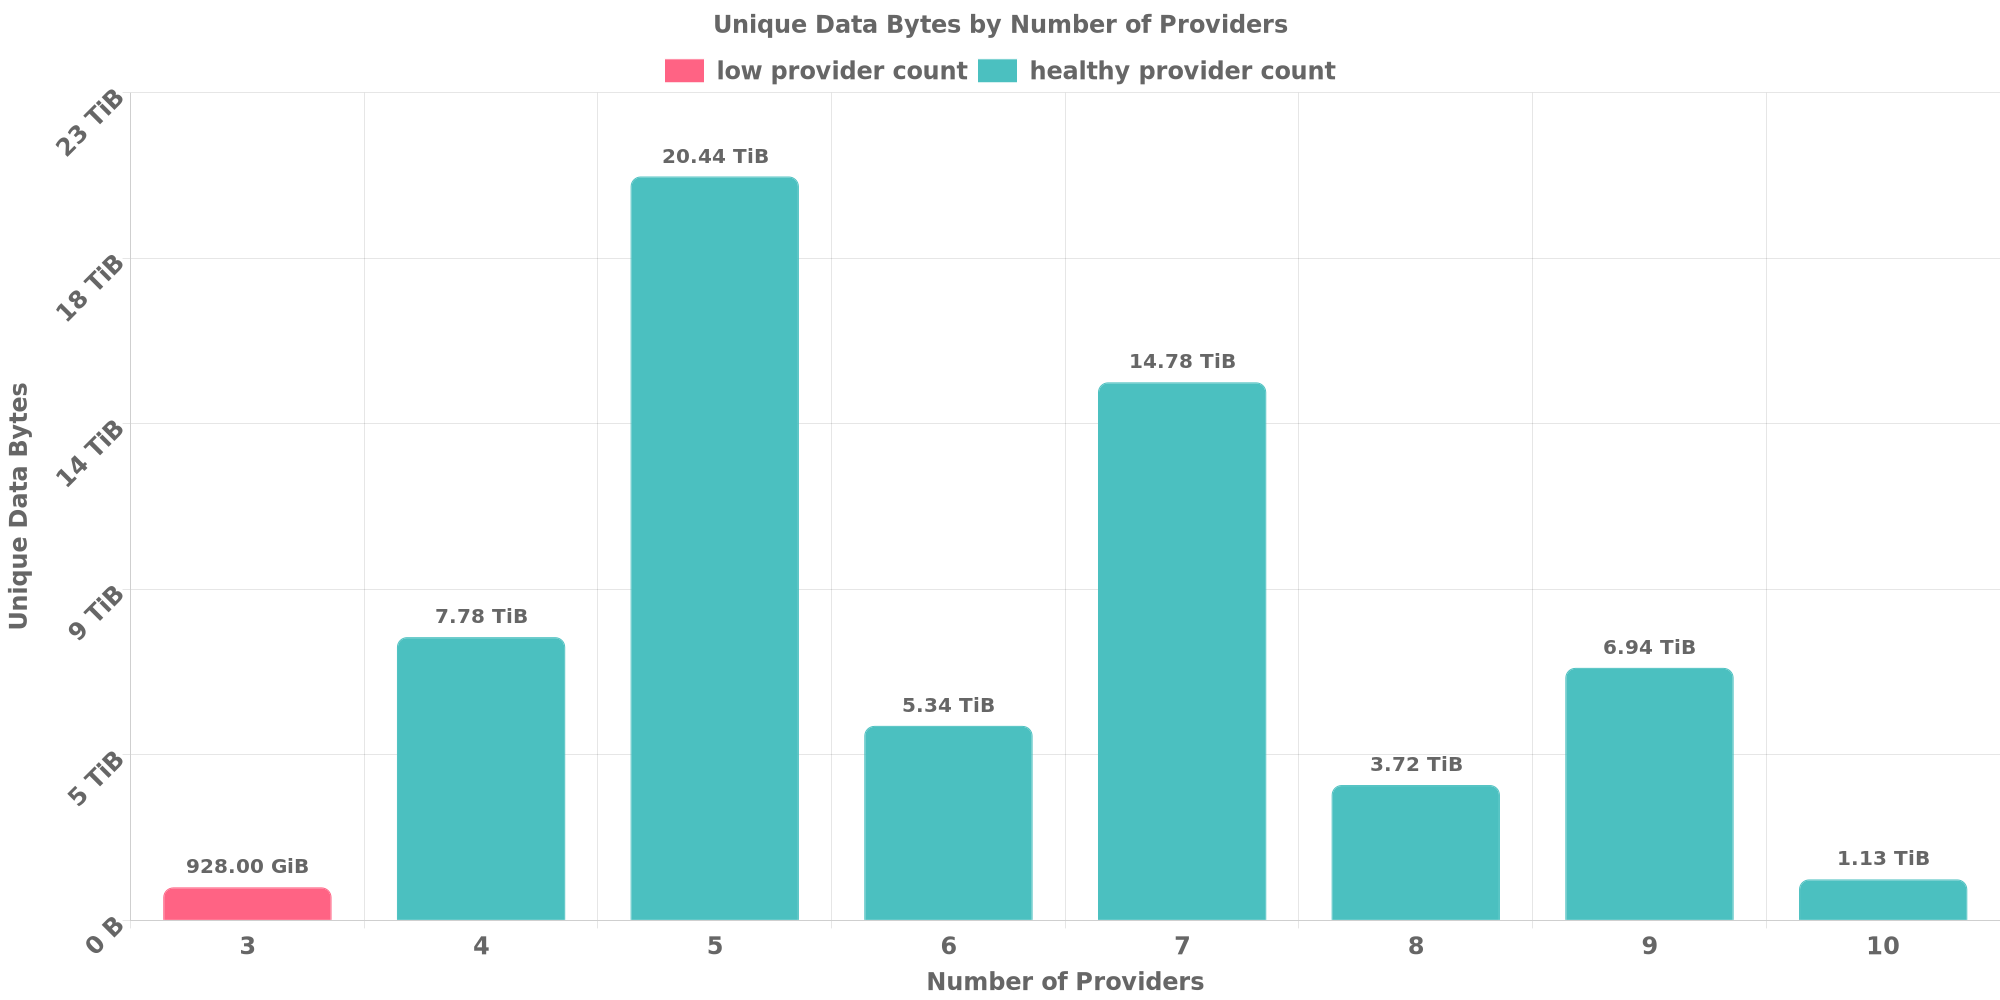 Unique Data Bytes by Number of Providers
low provider count healthy provider count
23 TiB
18 TiB
14 TiB
9 TiB
5 TiB
0 B
Unique Data Bytes
928.00 GiB
7.78 TiB
20.44 TiB
5.34 TiB
14.78 TiB
3.72 TiB
6.94 TiB
1.13 TiB
3 4 5 6 7 8 9 10
Number of Providers